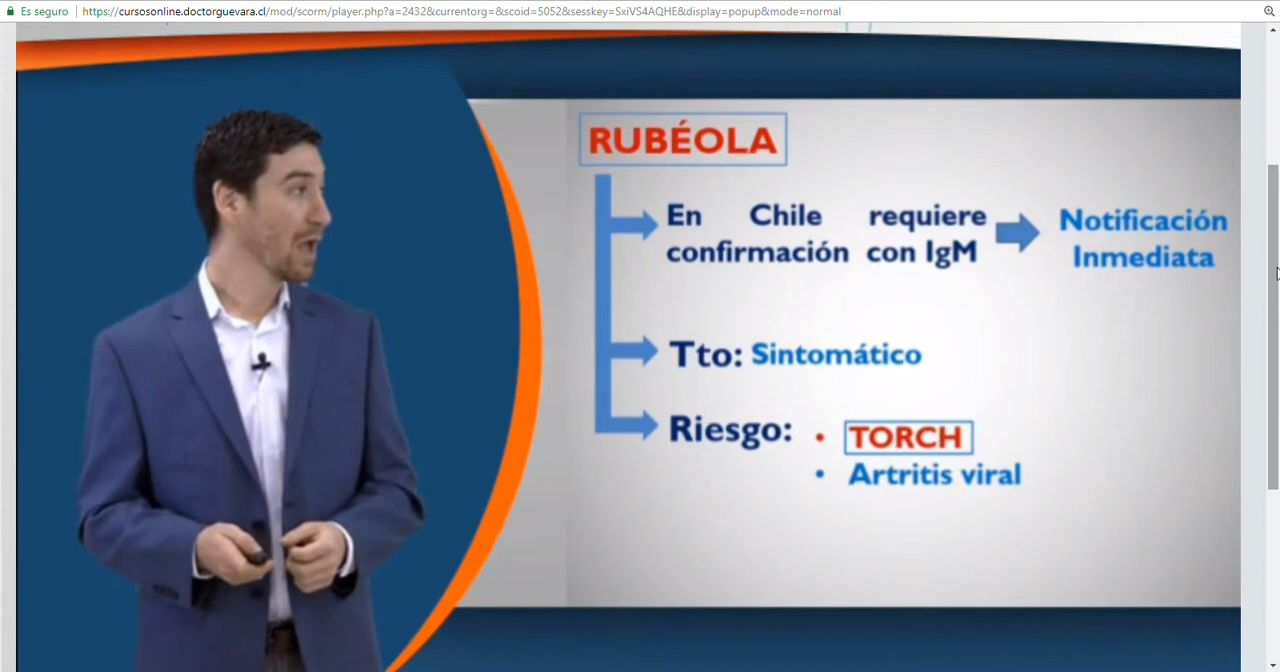 Es seguro https://cursosonline.doctorguevara.cl/mod/scorm/player.php?a=2432&currentorg=&scoid=5052&sesskey=SxiVS4AQHE&display=popup&mode=normal
RUBÉOLA
En Chile requiere
confirmación con IgM
Notificación
Inmediata
Tto: Sintomático
Riesgo:
• TORCH
• Artritis viral